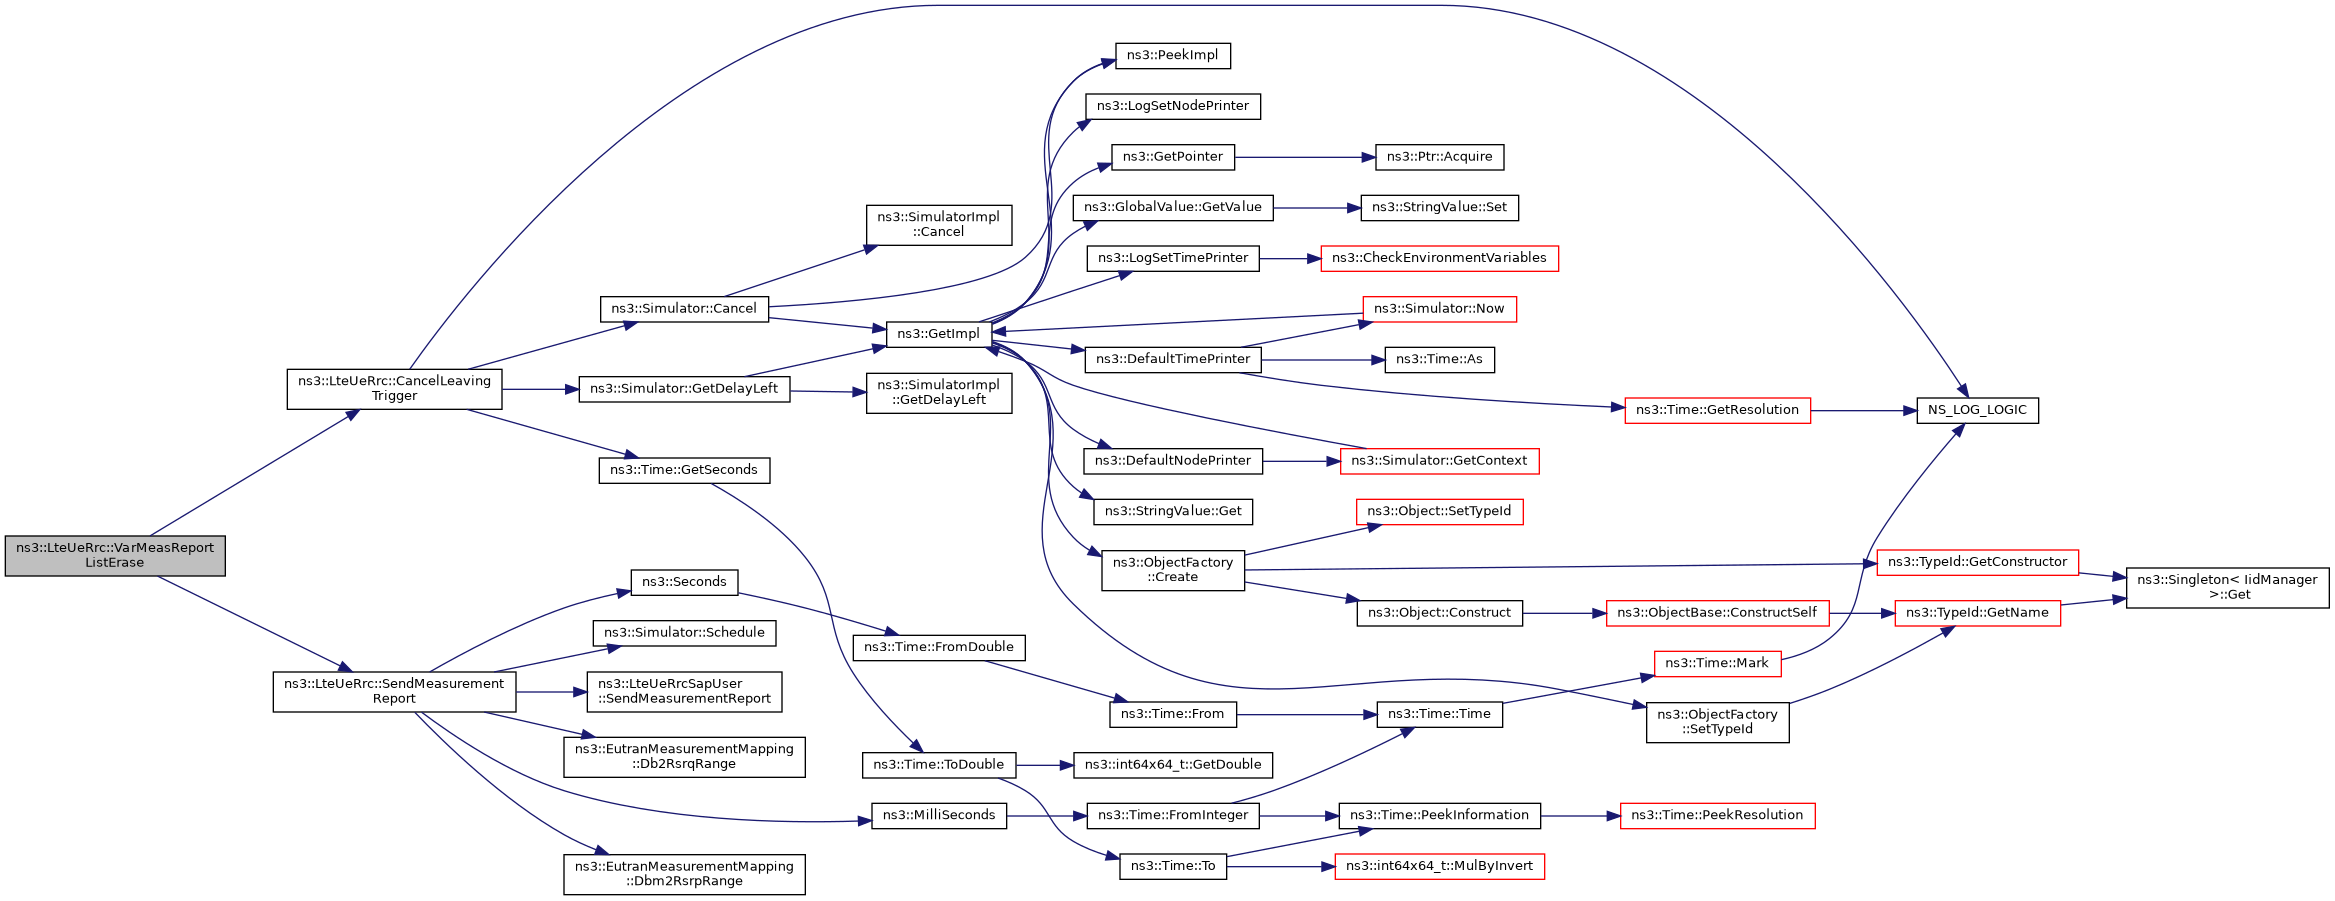 ns3::LteUeRrc::VarMeasReport
ListErase
ns3::LteUeRrc::CancelLeaving
Trigger
ns3::LteUeRrc::SendMeasurement
Report
ns3::Simulator::Cancel
ns3::Simulator::GetDelayLeft
ns3::Time::GetSeconds
ns3::Seconds
ns3::Simulator::Schedule
ns3::LteUeRrcSapUser
::SendMeasurementReport
ns3::EutranMeasurementMapping
::Db2RsrqRange
ns3::EutranMeasurementMapping
::Dbm2RsrpRange
ns3::SimulatorImpl
::Cancel
ns3::GetImpl
ns3::SimulatorImpl
::GetDelayLeft
ns3::Time::FromDouble
ns3::Time::ToDouble
ns3::MilliSeconds
ns3::PeekImpl
ns3::LogSetNodePrinter
ns3::GetPointer
ns3::GlobalValue::GetValue
ns3::LogSetTimePrinter
ns3::DefaultTimePrinter
ns3::DefaultNodePrinter
ns3::StringValue::Get
ns3::ObjectFactory
::Create
ns3::Time::From
ns3::int64x64_t::GetDouble
ns3::Time::FromInteger
ns3::Time::To
ns3::Ptr::Acquire
ns3::StringValue::Set
ns3::CheckEnvironmentVariables
ns3::Simulator::Now
ns3::Time::As
ns3::Simulator::GetContext
ns3::Object::SetTypeId
ns3::Object::Construct
ns3::Time::Time
ns3::Time::PeekInformation
ns3::int64x64_t::MulByInvert
ns3::Time::GetResolution
ns3::ObjectBase::ConstructSelf
ns3::Time::Mark
ns3::ObjectFactory
::SetTypeId
ns3::Time::PeekResolution
NS_LOG_LOGIC
ns3::TypeId::GetConstructor
ns3::TypeId::GetName
ns3::Singleton< IidManager
>::Get